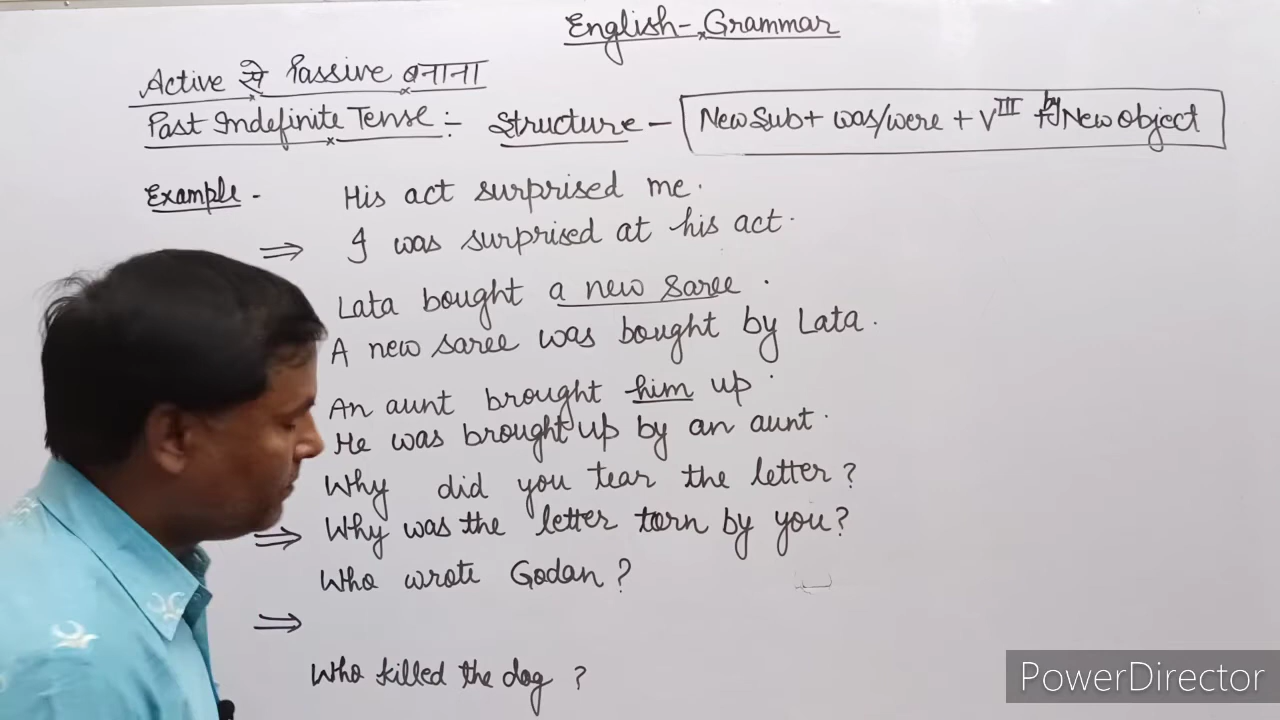 English-Grammar
Active से Passive बनाना
Past Indefinite Tense:- Structure - New Sub + was/were + V III + by New object
Example - His act surprised me.
⇒ I was surprised at his act.
Lata bought a new saree.
A new saree was bought by Lata.
An aunt brought him up.
He was brought up by an aunt.
Why did you tear the letter?
⇒ Why was the letter torn by you?
Who wrote Godan?
⇒
Who killed the dog?
PowerDirector